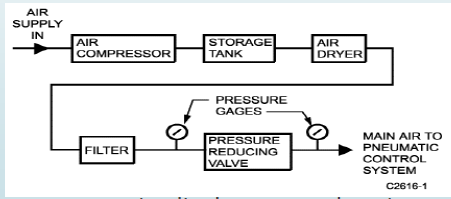 AIR
SUPPLY
IN
AIR
COMPRESSOR
STORAGE
TANK
AIR
DRYER
PRESSURE
GAGES
FILTER
PRESSURE
REDUCING
VALVE
MAIN AIR TO
PNEUMATIC
CONTROL
SYSTEM
C2616-1